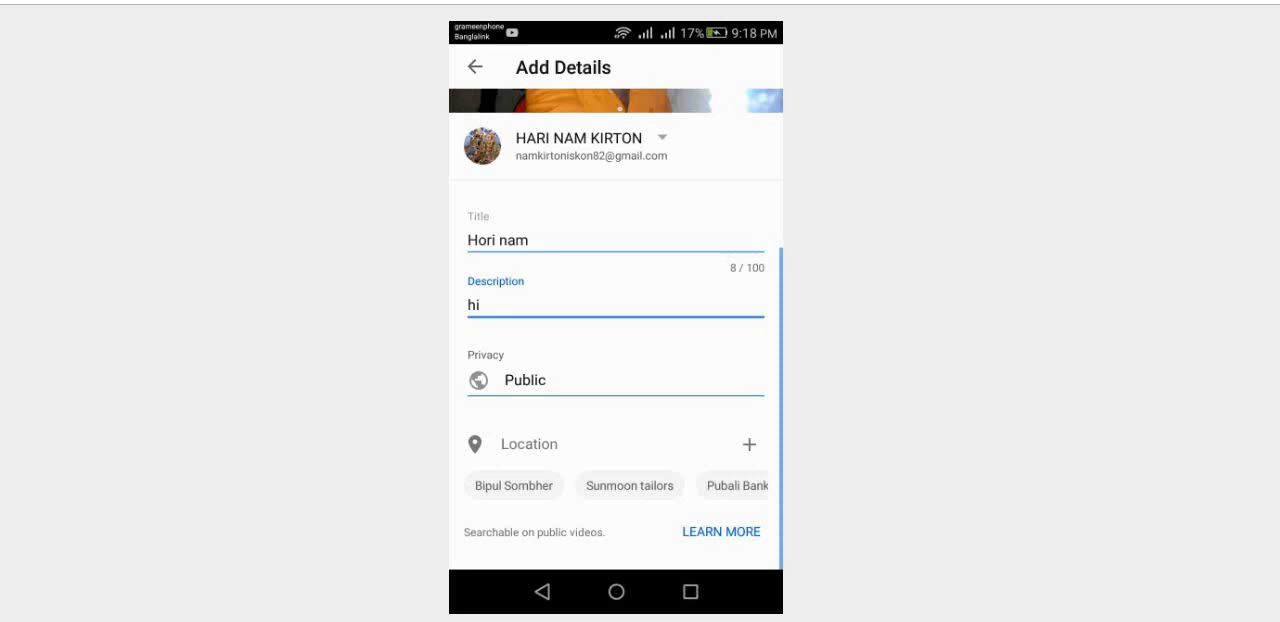 grameenphone
Banglalink
17% 9:18 PM
Add Details
HARI NAM KIRTON
namkirtoniskon82@gmail.com
Title
Hori nam
8 / 100
Description
hi
Privacy
Public
Location
Bipul Sombher Sunmoon tailors Pubali Bank
Searchable on public videos. LEARN MORE